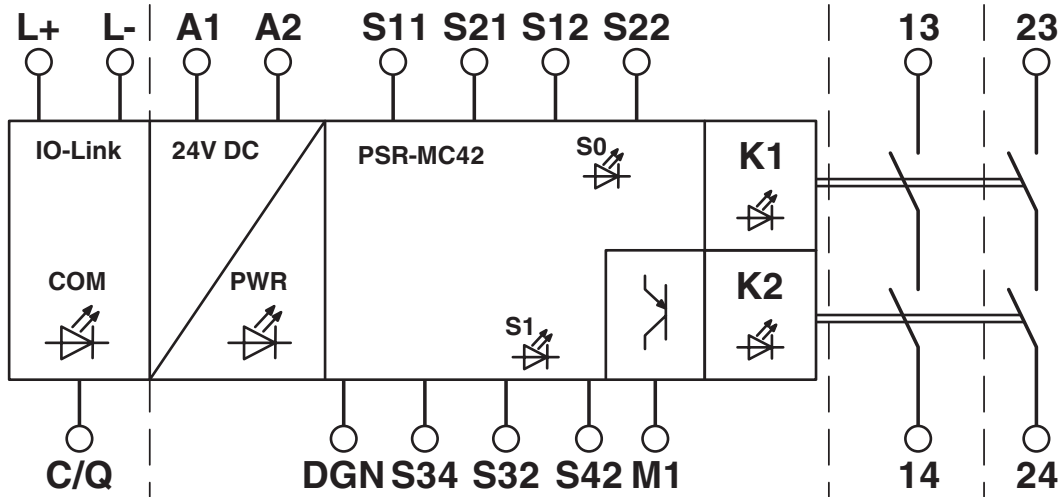 L+ L- A1 A2 S11 S21 S12 S22 13 23
IO-Link 24V DC PSR-MC42 S0 K1
COM PWR S1 K2
C/Q DGN S34 S32 S42 M1 14 24